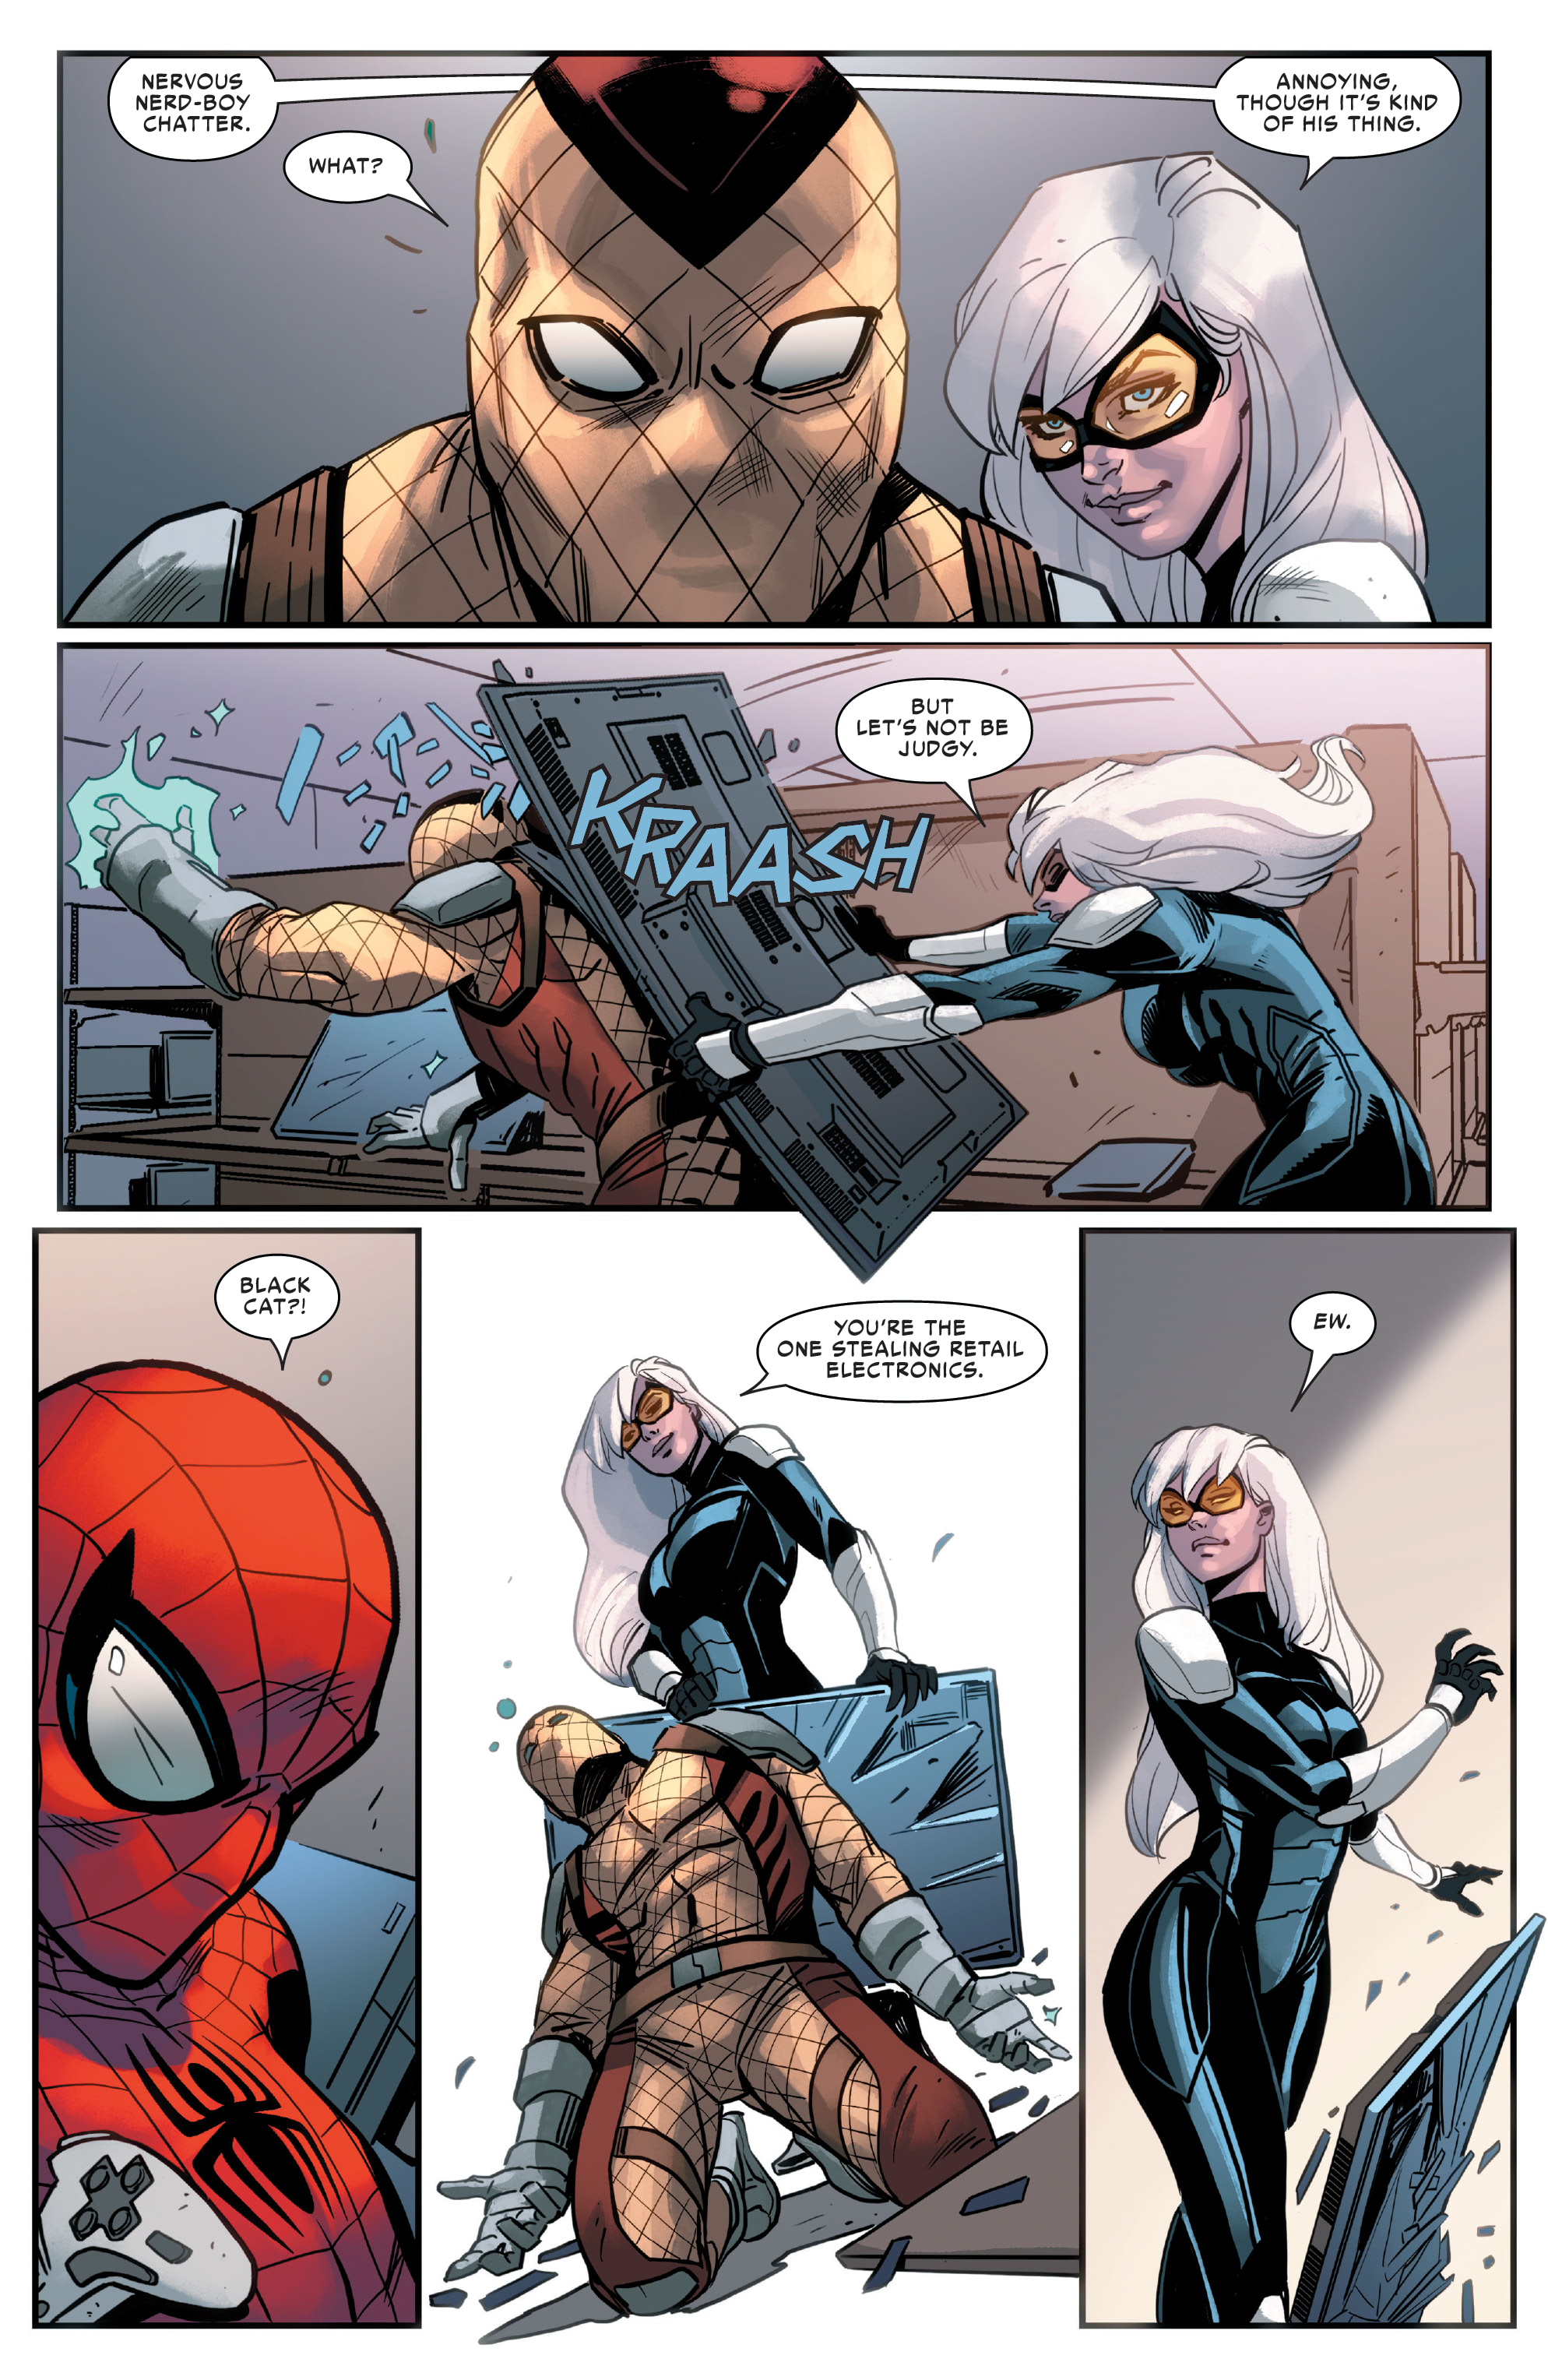 NERVOUS
NERD-BOY
CHATTER.
WHAT?
ANNOYING,
THOUGH IT'S KIND
OF HIS THING.
BUT
LET'S NOT BE
JUDGY.
KRAASH
BLACK
CAT?!
YOU'RE THE
ONE STEALING RETAIL
ELECTRONICS.
EW.